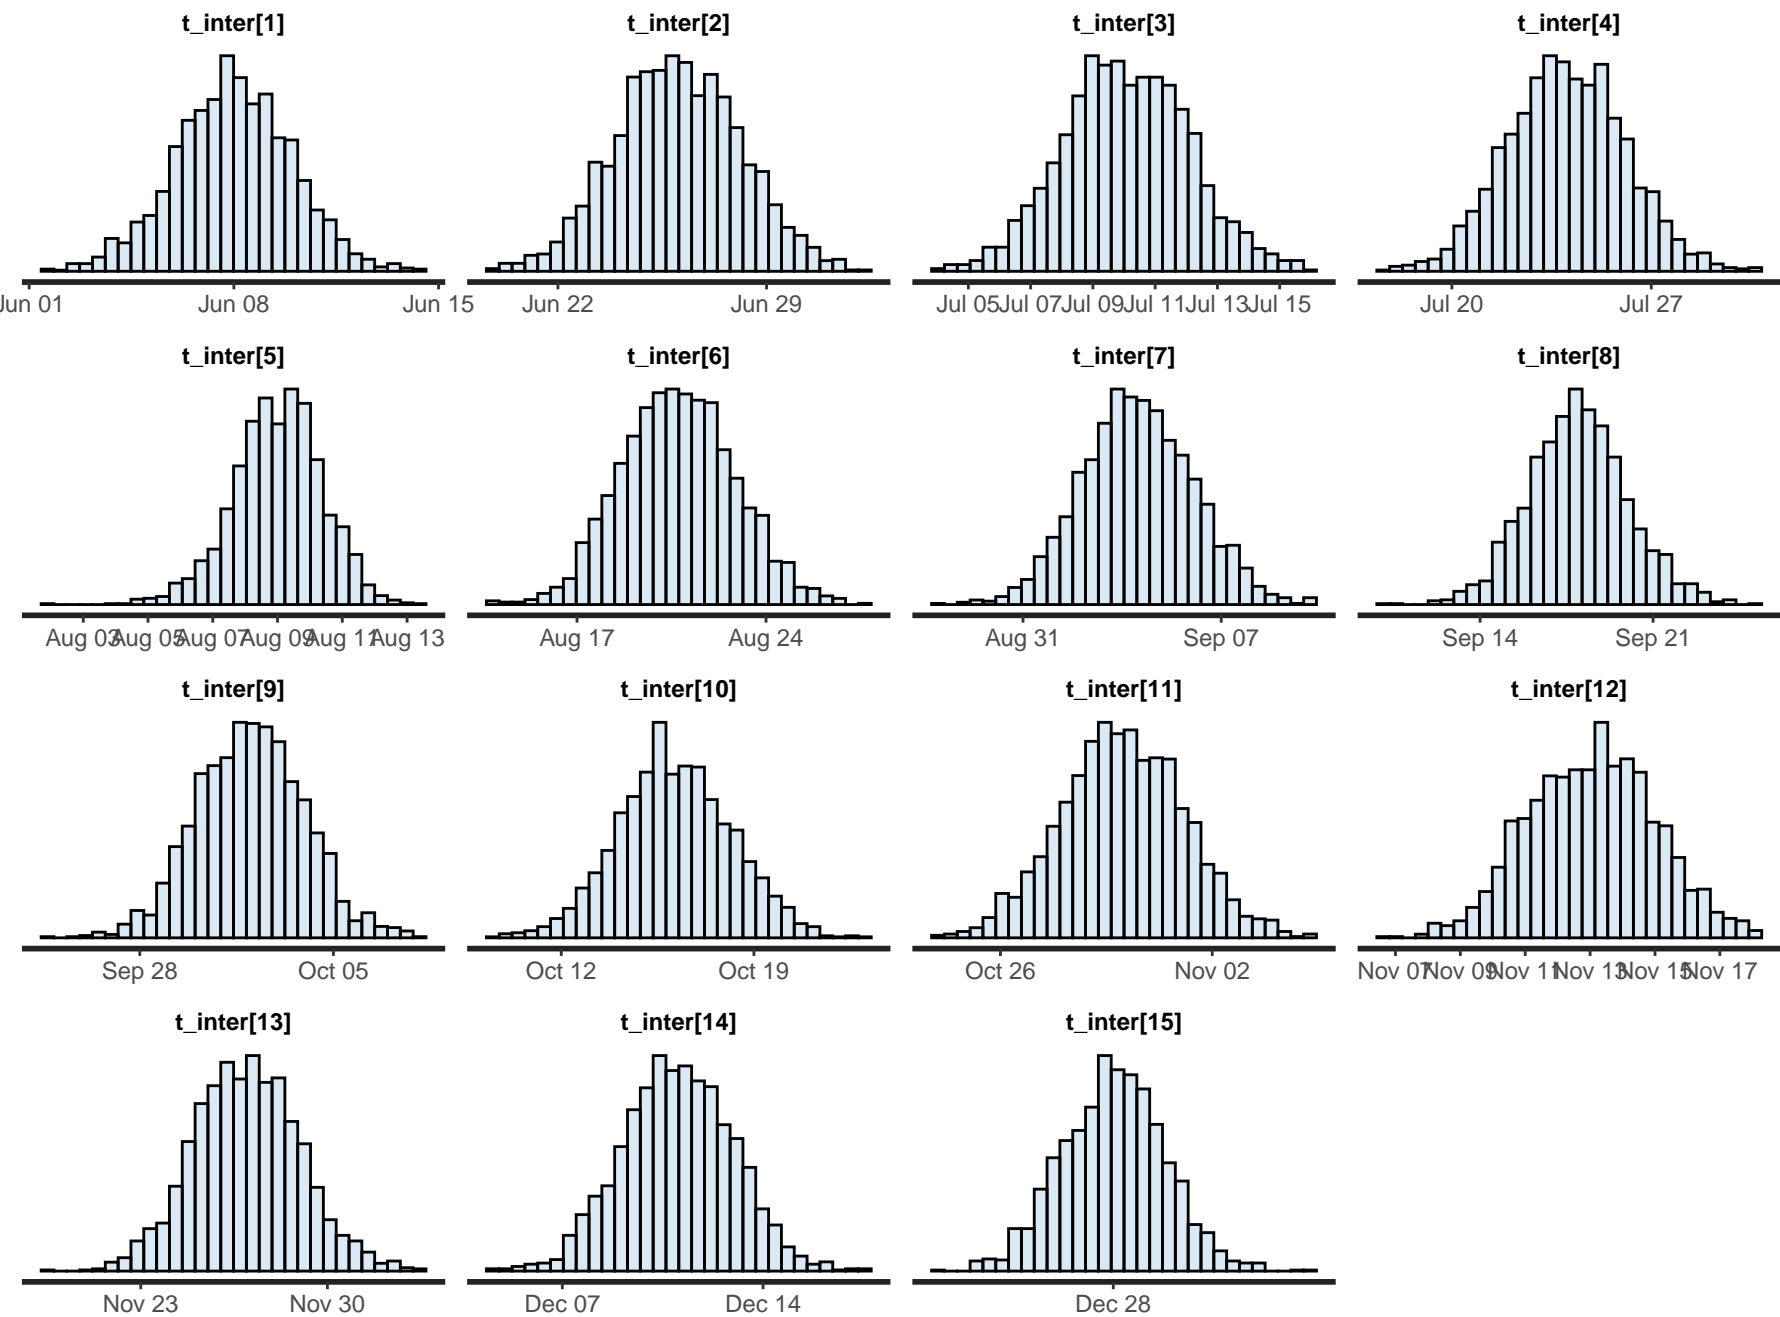 t_inter[1] t_inter[2] t_inter[3] t_inter[4]
Jun 01 Jun 08 Jun 15 Jun 22 Jun 29 Jul 05 Jul 07 Jul 09 Jul 11 Jul 13 Jul 15 Jul 20 Jul 27
t_inter[5] t_inter[6] t_inter[7] t_inter[8]
Aug 03 Aug 05 Aug 07 Aug 09 Aug 11 Aug 13 Aug 17 Aug 24 Aug 31 Sep 07 Sep 14 Sep 21
t_inter[9] t_inter[10] t_inter[11] t_inter[12]
Sep 28 Oct 05 Oct 12 Oct 19 Oct 26 Nov 02 Nov 07 Nov 09 Nov 11 Nov 13 Nov 15 Nov 17
t_inter[13] t_inter[14] t_inter[15]
Nov 23 Nov 30 Dec 07 Dec 14 Dec 28